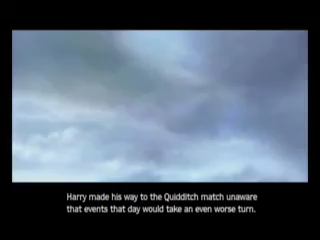 Harry made his way to the Quidditch match unaware
that events that day would take an even worse turn.